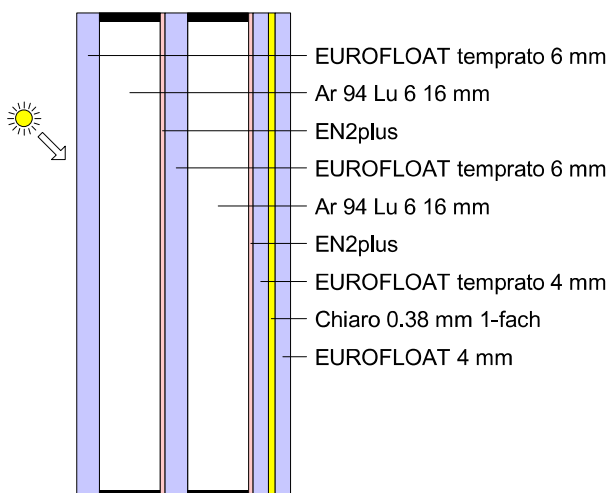 EUROFLOAT temprato 6 mm
Ar 94 Lu 6 16 mm
EN2plus
EUROFLOAT temprato 6 mm
Ar 94 Lu 6 16 mm
EN2plus
EUROFLOAT temprato 4 mm
Chiaro 0.38 mm 1-fach
EUROFLOAT 4 mm